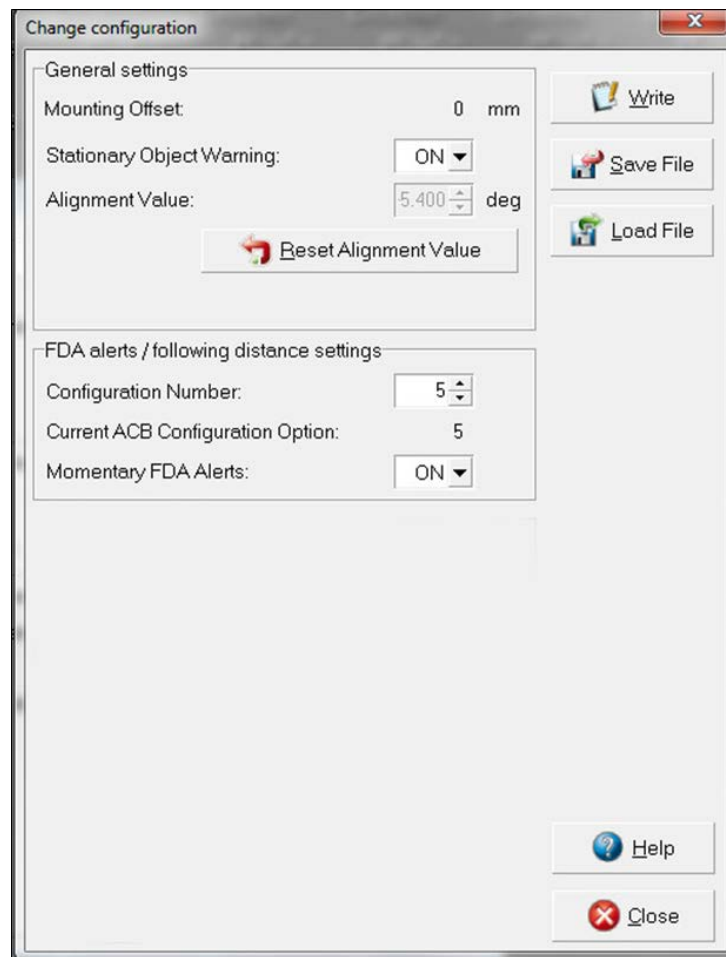 Change configuration
General settings
Mounting Offset: 0 mm
Stationary Object Warning: ON
Alignment Value: 5.400 deg
Reset Alignment Value
FDA alerts / following distance settings
Configuration Number: 5
Current ACB Configuration Option: 5
Momentary FDA Alerts: ON
Write
Save File
Load File
Help
Close